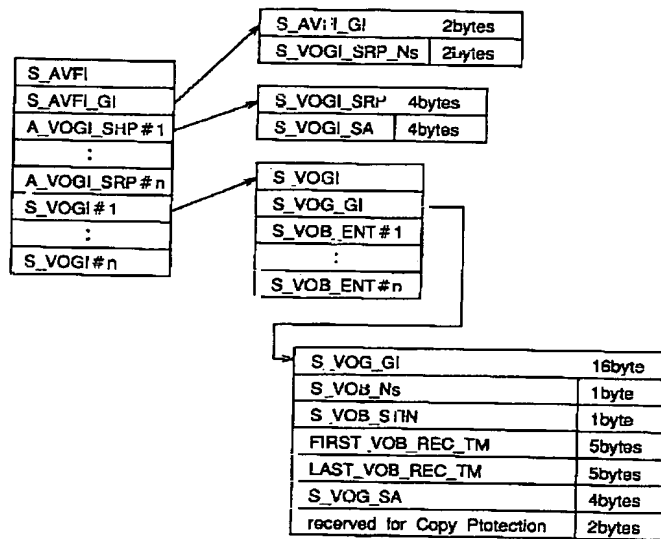 S_AVFI_GI 2bytes
S_VOGI_SRP_Ns 2bytes
S_AVFI
S_AVFI_GI
A_VOGI_SHP#1
:
A_VOGI_SRP#n
S_VOGI#1
:
S_VOGI#n
S_VOGI_SRP 4bytes
S_VOGI_SA 4bytes
S_VOGI
S_VOG_GI
S_VOB_ENT#1
:
S_VOB_ENT#n
S_VOG_GI 16byte
S_VOB_Ns 1byte
S_VOB_STIN 1byte
FIRST_VOB_REC_TM 5bytes
LAST_VOB_REC_TM 5bytes
S_VOG_SA 4bytes
recerved for Copy Ptotection 2bytes